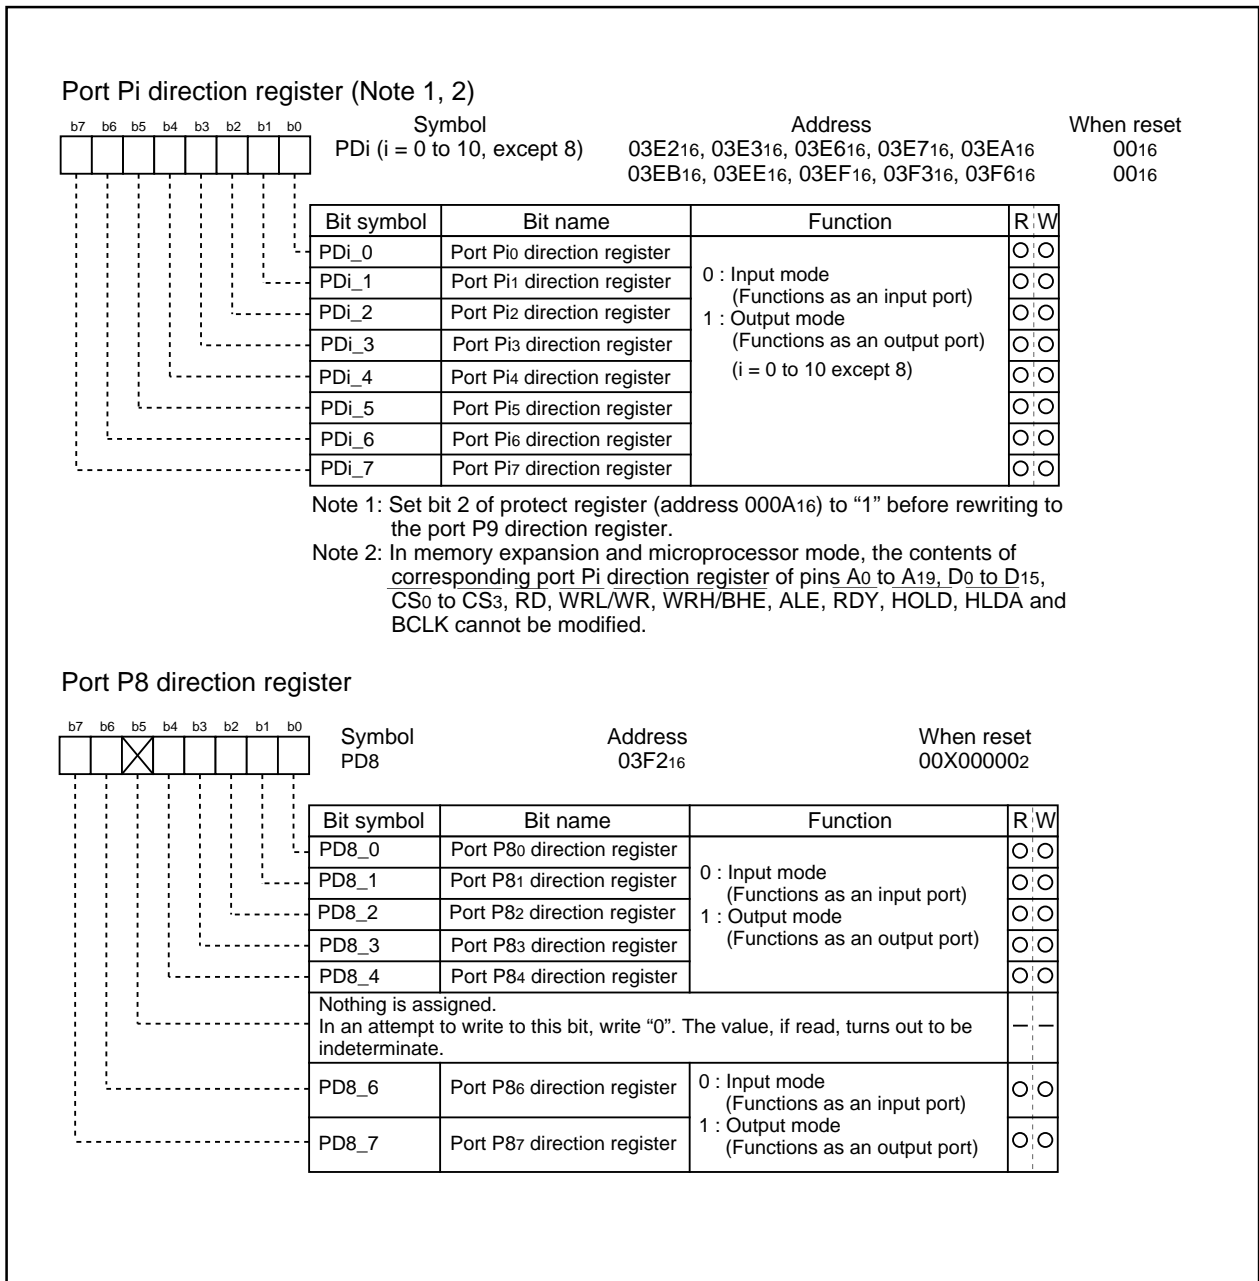 Port Pi direction register (Note 1, 2)
b7 b6 b5 b4 b3 b2 b1 b0
Symbol Address When reset
PDi (i = 0 to 10, except 8) 03E216, 03E316, 03E616, 03E716, 03EA16 0016
03EB16, 03EE16, 03EF16, 03F316, 03F616 0016
Bit symbol Bit name Function R W
PDi_0 Port Pi0 direction register
PDi_1 Port Pi1 direction register
PDi_2 Port Pi2 direction register
PDi_3 Port Pi3 direction register
PDi_4 Port Pi4 direction register
PDi_5 Port Pi5 direction register
PDi_6 Port Pi6 direction register
PDi_7 Port Pi7 direction register
0 : Input mode
(Functions as an input port)
1 : Output mode
(Functions as an output port)
(i = 0 to 10 except 8)
Note 1: Set bit 2 of protect register (address 000A16) to “1” before rewriting to
the port P9 direction register.
Note 2: In memory expansion and microprocessor mode, the contents of
corresponding port Pi direction register of pins A0 to A19, D0 to D15,
CS0 to CS3, RD, WRL/WR, WRH/BHE, ALE, RDY, HOLD, HLDA and
BCLK cannot be modified.
Port P8 direction register
b7 b6 b5 b4 b3 b2 b1 b0
Symbol Address When reset
PD8 03F216 00X000002
Bit symbol Bit name Function R W
PD8_0 Port P80 direction register
PD8_1 Port P81 direction register
PD8_2 Port P82 direction register
PD8_3 Port P83 direction register
PD8_4 Port P84 direction register
0 : Input mode
(Functions as an input port)
1 : Output mode
(Functions as an output port)
Nothing is assigned.
In an attempt to write to this bit, write “0”. The value, if read, turns out to be
indeterminate.
PD8_6 Port P86 direction register
PD8_7 Port P87 direction register
0 : Input mode
(Functions as an input port)
1 : Output mode
(Functions as an output port)